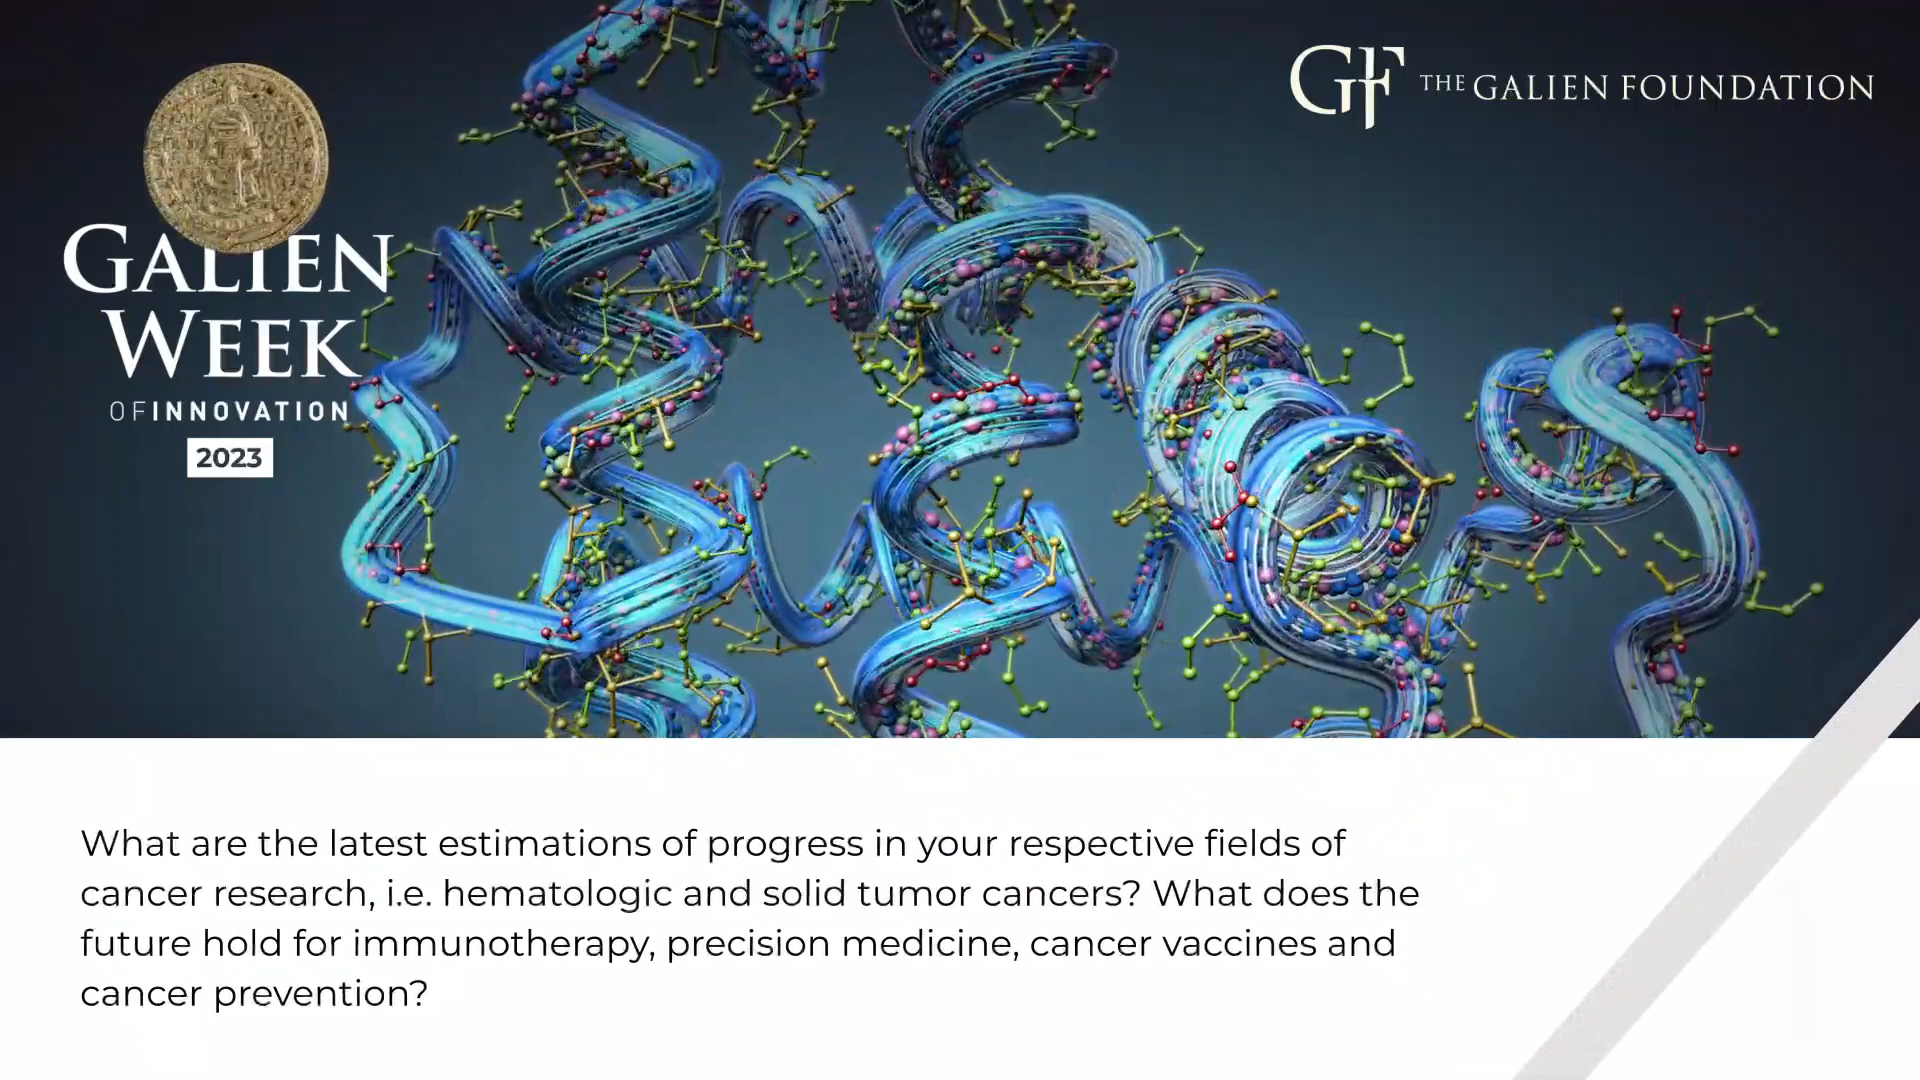 GALIEN
WEEK
OF INNOVATION
2023
GF THE GALIEN FOUNDATION
What are the latest estimations of progress in your respective fields of
cancer research, i.e. hematologic and solid tumor cancers? What does the
future hold for immunotherapy, precision medicine, cancer vaccines and
cancer prevention?